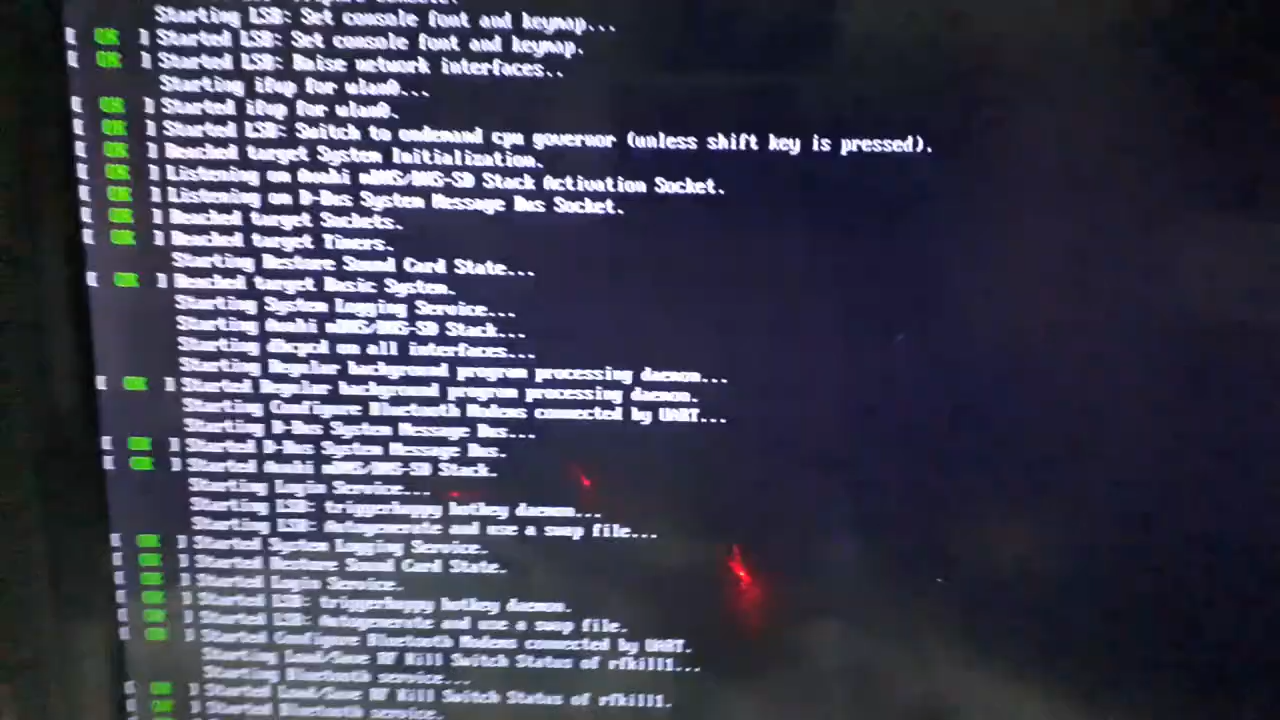 Starting LSB: Set console font and keymap...
[ OK ] Started LSB: Set console font and keymap.
[ OK ] Started LSB: Raise network interfaces..
Starting ifup for wlan0...
[ OK ] Started ifup for wlan0.
[ OK ] Started LSB: Switch to ondemand cpu governor (unless shift key is pressed).
[ OK ] Reached target System Initialization.
[ OK ] Listening on Avahi mDNS/DNS-SD Stack Activation Socket.
[ OK ] Listening on D-Bus System Message Bus Socket.
[ OK ] Reached target Sockets.
[ OK ] Reached target Timers.
Starting Restore Sound Card State...
[ OK ] Reached target Basic System.
Starting System Logging Service...
Starting Avahi mDNS/DNS-SD Stack...
Starting dhcpcd on all interfaces...
Starting Regular background program processing daemon...
[ OK ] Started Regular background program processing daemon.
Starting Configure Bluetooth Modems connected by UART...
Starting D-Bus System Message Bus...
[ OK ] Started D-Bus System Message Bus.
[ OK ] Started Avahi mDNS/DNS-SD Stack.
Starting Login Service...
Starting LSB: triggerhappy hotkey daemon...
Starting LSB: Autogenerate and use a swap file...
[ OK ] Started System Logging Service.
[ OK ] Started Restore Sound Card State.
[ OK ] Started Login Service.
[ OK ] Started LSB: triggerhappy hotkey daemon.
[ OK ] Started LSB: Autogenerate and use a swap file.
[ OK ] Started Configure Bluetooth Modems connected by UART.
Starting Load/Save RF Kill Switch Status of rfkill1...
Starting Bluetooth service...
[ OK ] Started Load/Save RF Kill Switch Status of rfkill1.
[ OK ] Started Bluetooth service.